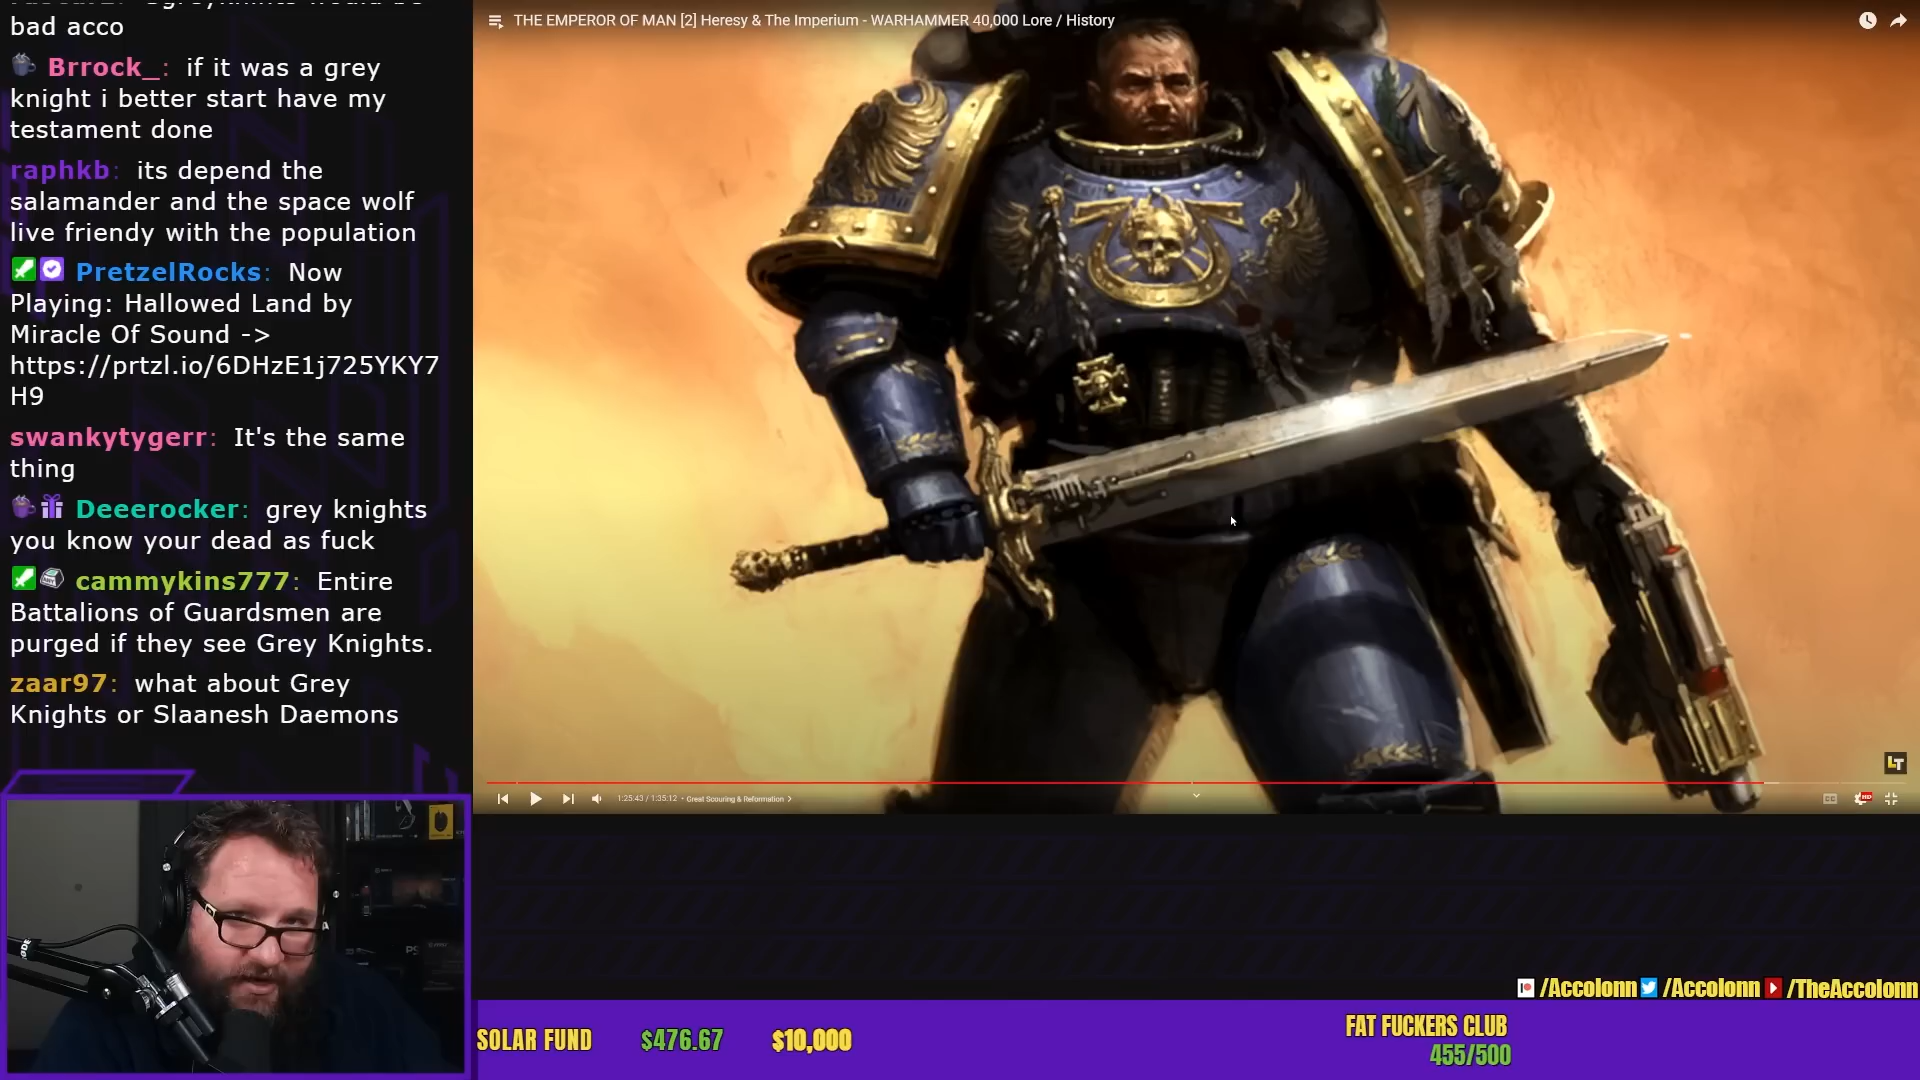 bad acco
Brrock_: if it was a grey
knight i better start have my
testament done
raphkb: its depend the
salamander and the space wolf
live friendy with the population
PretzelRocks: Now
Playing: Hallowed Land by
Miracle Of Sound ->
https://prtzl.io/6DHzE1j725YKY7
H9
swankytygerr: It's the same
thing
Deeerocker: grey knights
you know your dead as fuck
cammykins777: Entire
Battalions of Guardsmen are
purged if they see Grey Knights.
zaar97: what about Grey
Knights or Slaanesh Daemons
THE EMPEROR OF MAN [2] Heresy & The Imperium - WARHAMMER 40,000 Lore / History
LT
1:25:43 / 1:35:12 • Great Scouring & Reformation >
CC
HD
/Accolonn /Accolonn /TheAccolonn
SOLAR FUND $476.67 $10,000
FAT FUCKERS CLUB
455/500